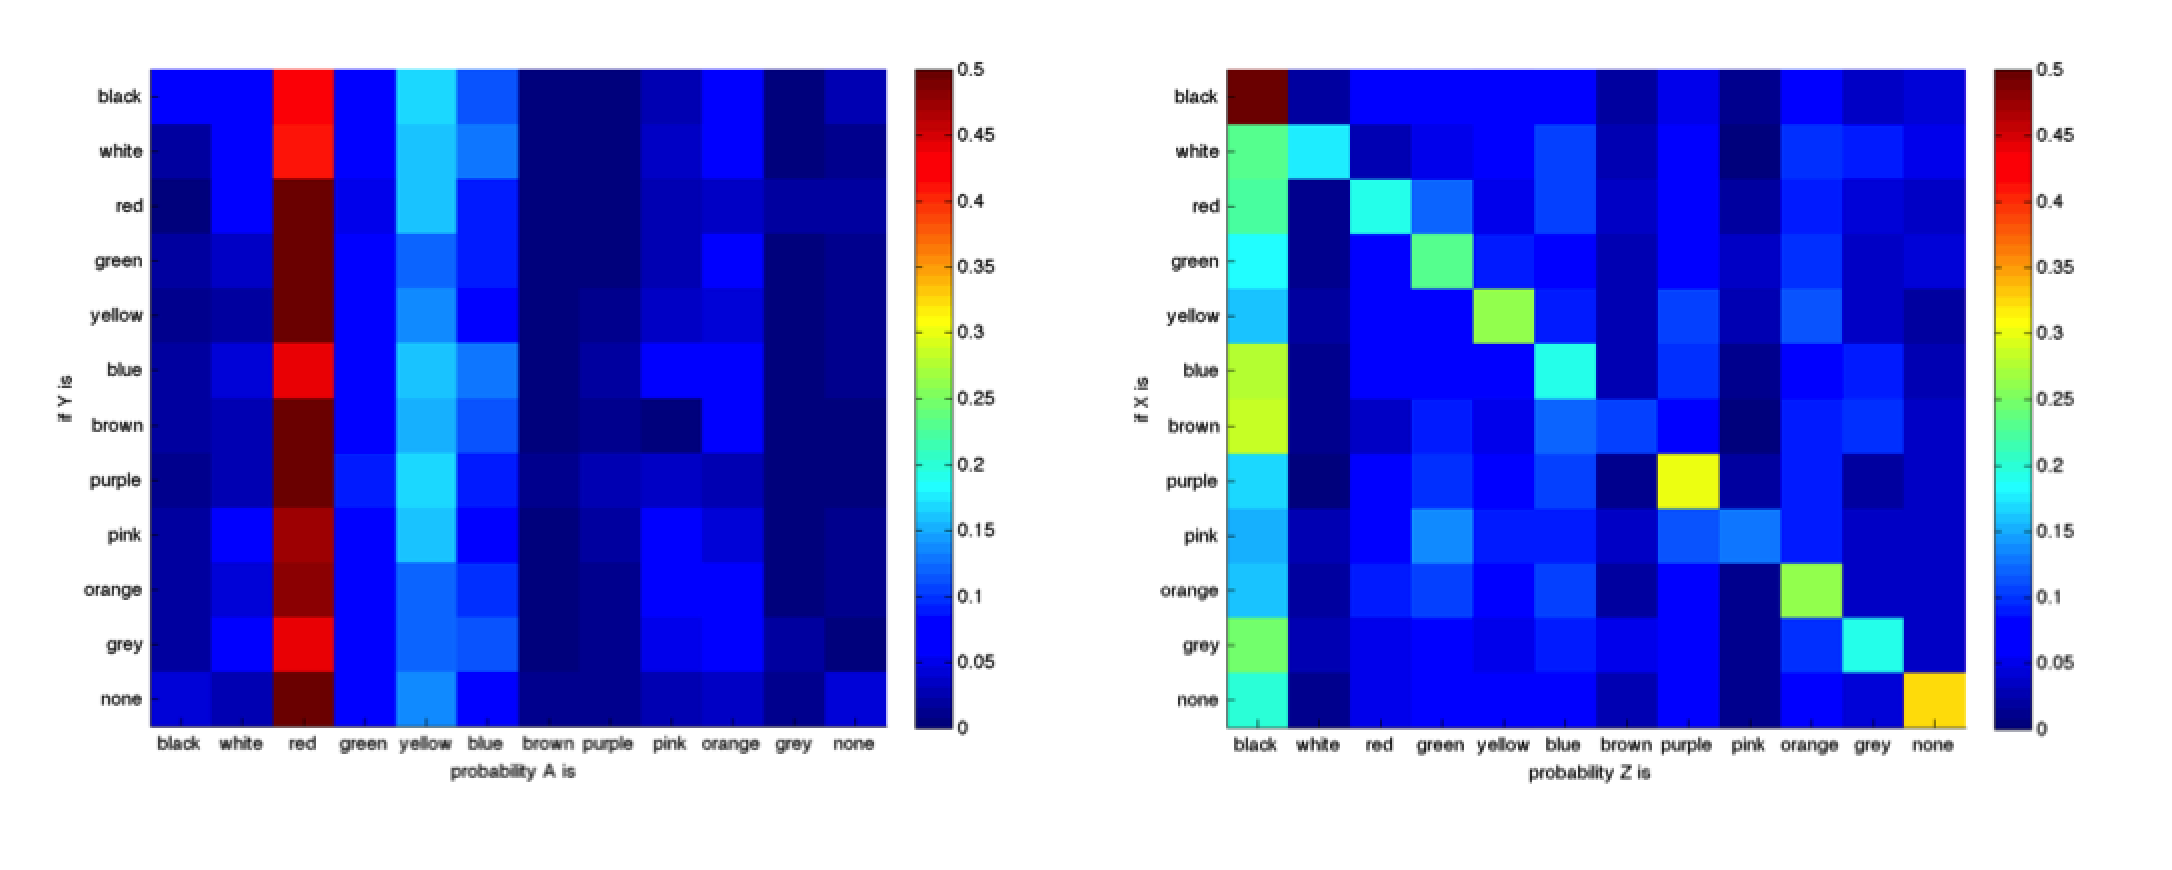 black
white
red
green
yellow
blue
brown
purple
pink
orange
grey
none
if Y is
black white red green yellow blue brown purple pink orange grey none
probability A is
0.5
0.45
0.4
0.35
0.3
0.25
0.2
0.15
0.1
0.05
0
black
white
red
green
yellow
blue
brown
purple
pink
orange
grey
none
if X is
black white red green yellow blue brown purple pink orange grey none
probability Z is
0.5
0.45
0.4
0.35
0.3
0.25
0.2
0.15
0.1
0.05
0